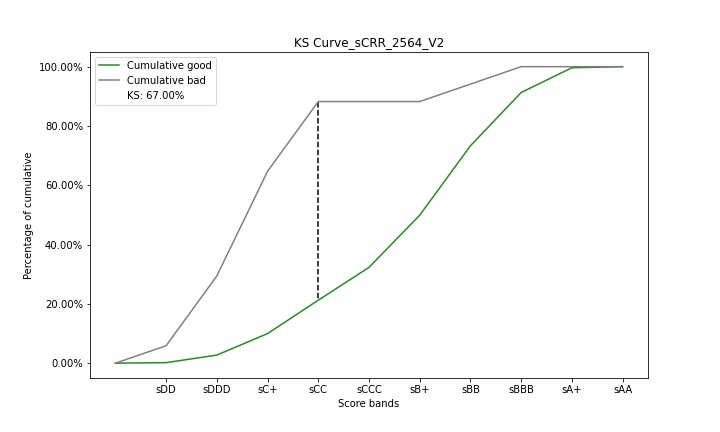 KS Curve_sCRR_2564_V2
Cumulative good
Cumulative bad
KS: 67.00%
Percentage of cumulative
100.00%
80.00%
60.00%
40.00%
20.00%
0.00%
sDD sDDD sC+ sCC sCCC sB+ sBB sBBB sA+ sAA
Score bands